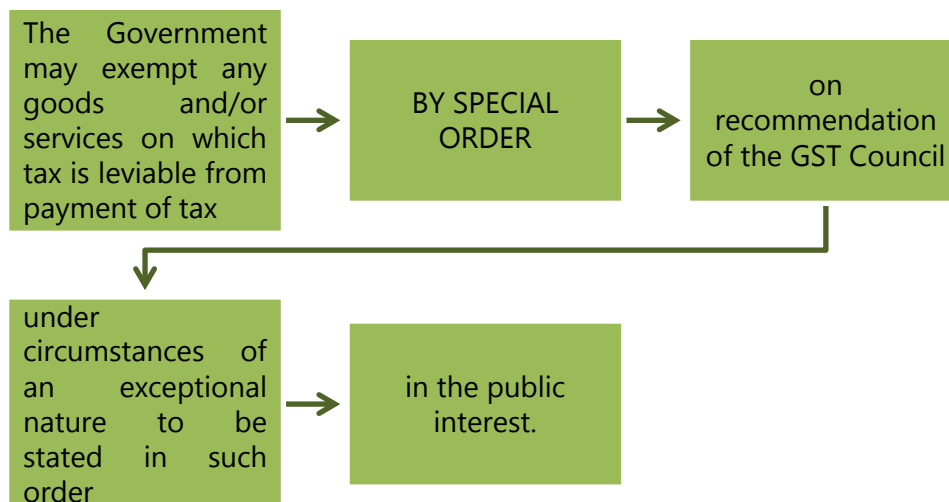 The Government
may exempt any
goods and/or
services on which
tax is leviable from
payment of tax
BY SPECIAL
ORDER
on
recommendation
of the GST Council
under
circumstances of
an exceptional
nature to be
stated in such
order
in the public
interest.